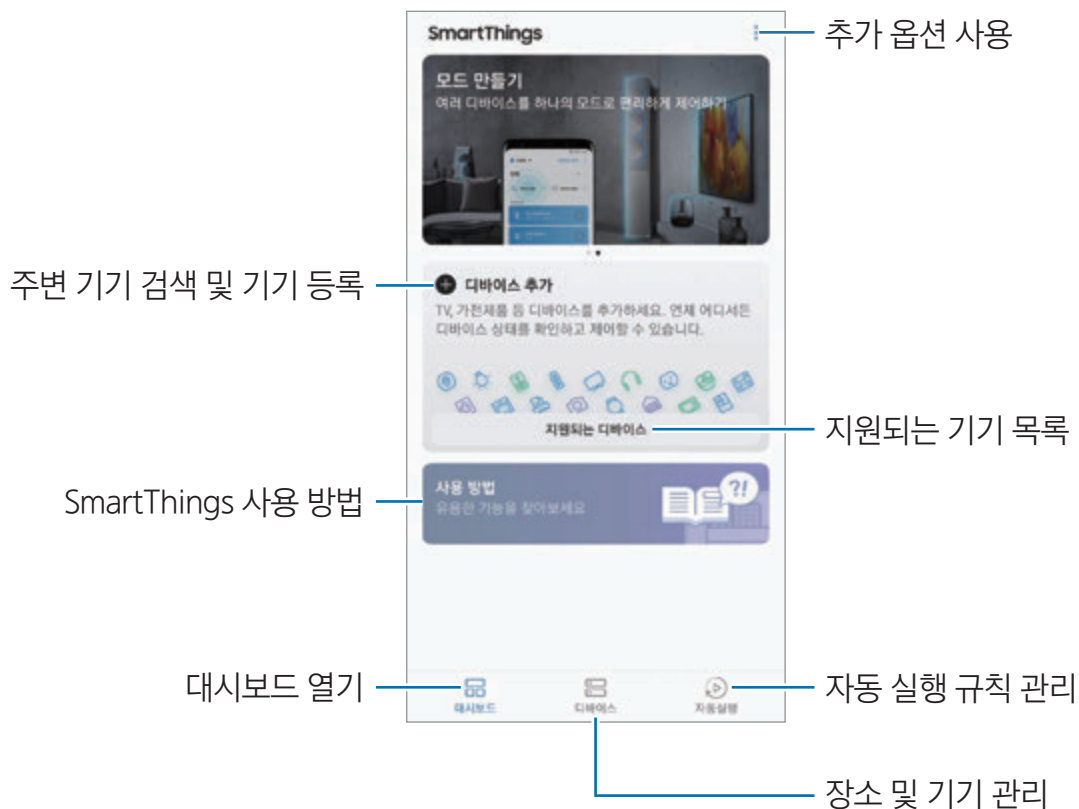 SmartThings
추가 옵션 사용
모드 만들기
여러 디바이스를 하나의 모드로 편리하게 제어하기
주변 기기 검색 및 기기 등록
디바이스 추가
TV, 가전제품 등 디바이스를 추가하세요. 언제 어디서든
디바이스 상태를 확인하고 제어할 수 있습니다.
지원되는 디바이스
지원되는 기기 목록
SmartThings 사용 방법
사용 방법
유용한 기능을 찾아보세요
?!
대시보드 열기
대시보드
디바이스
자동실행
자동 실행 규칙 관리
장소 및 기기 관리